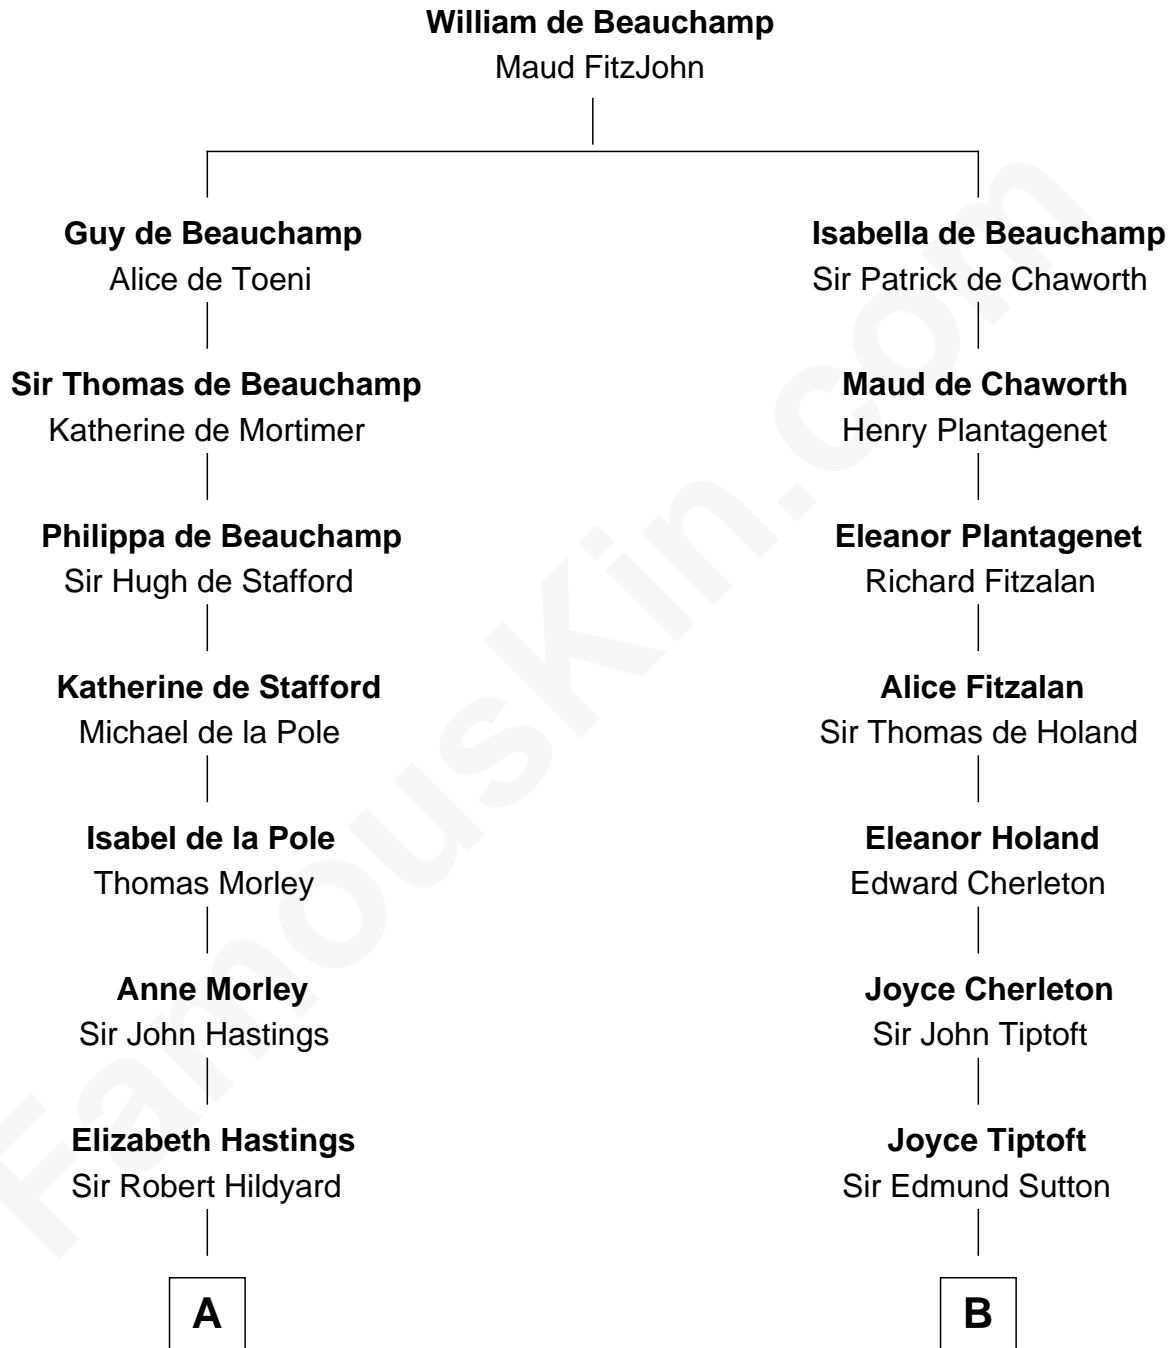 William de Beauchamp
Maud FitzJohn
Guy de Beauchamp
Alice de Toeni
Isabella de Beauchamp
Sir Patrick de Chaworth
Sir Thomas de Beauchamp
Katherine de Mortimer
Maud de Chaworth
Henry Plantagenet
Philippa de Beauchamp
Sir Hugh de Stafford
Eleanor Plantagenet
Richard Fitzalan
Katherine de Stafford
Michael de la Pole
Alice Fitzalan
Sir Thomas de Holand
Isabel de la Pole
Thomas Morley
Eleanor Holand
Edward Cherleton
Anne Morley
Sir John Hastings
Joyce Cherleton
Sir John Tiptoft
Elizabeth Hastings
Sir Robert Hildyard
Joyce Tiptoft
Sir Edmund Sutton
A
B
FamousKin.com